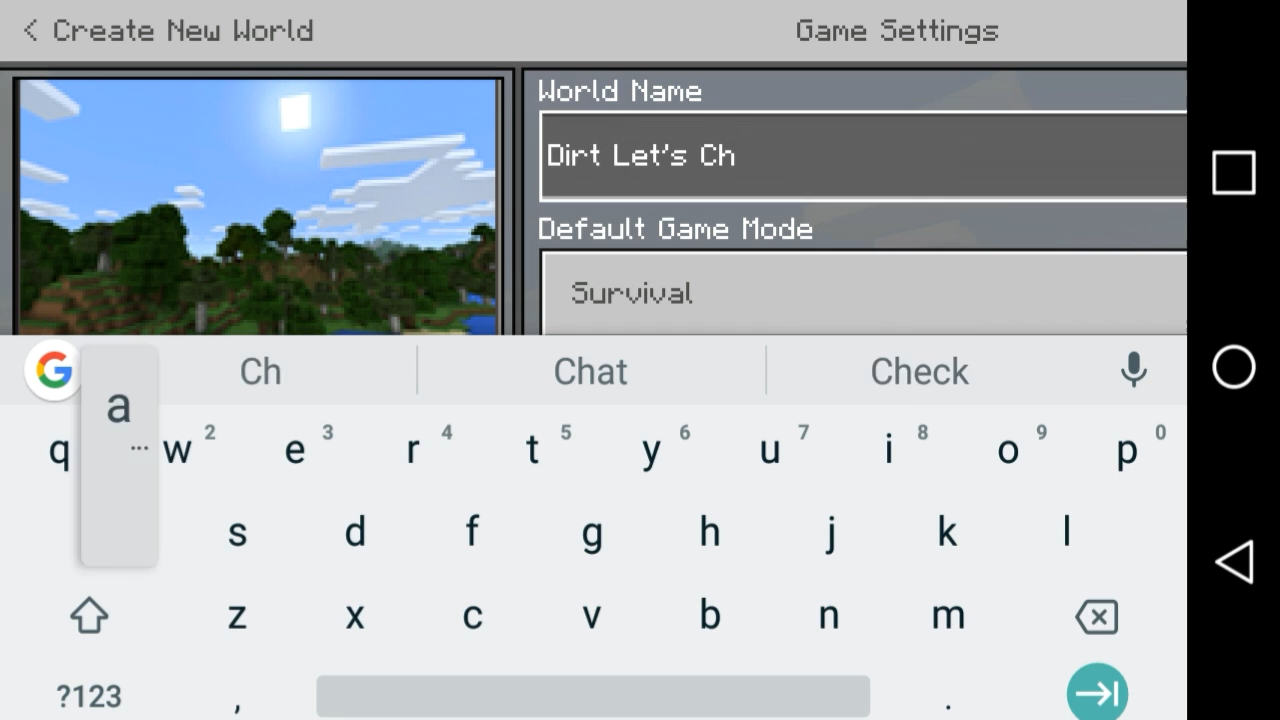 < Create New World
Game Settings
World Name
Dirt Let's Ch
Default Game Mode
Survival
G Ch Chat Check
a
...
q w 2 e 3 r 4 t 5 y 6 u 7 i 8 o 9 p 0
s d f g h j k l
z x c v b n m
?123 , .